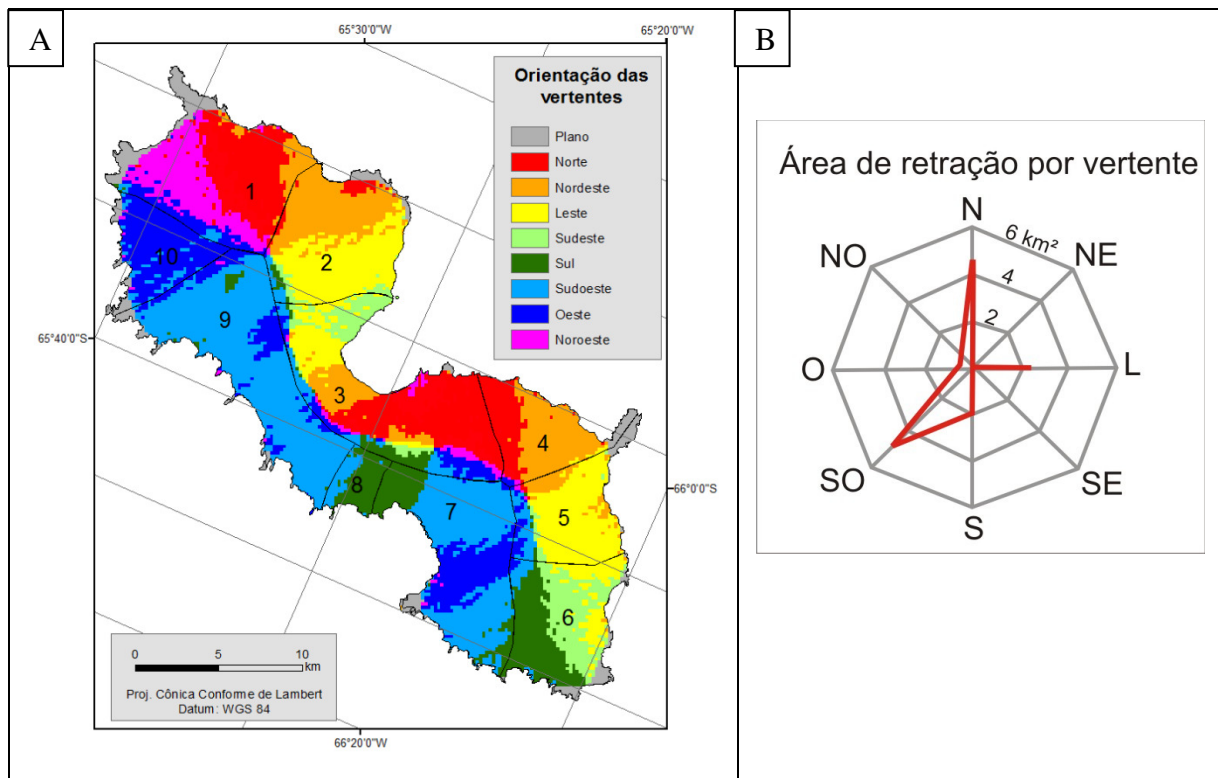 A
65°30'0"W
65°20'0"W
Orientação das
vertentes
Plano
Norte
Nordeste
Leste
Sudeste
Sul
Sudoeste
Oeste
Noroeste
1
10
2
9
65°40'0"W
3
4
8
7
5
66°0'0"S
6
0 5 10
km
Proj. Cônica Conforme de Lambert
Datum: WGS 84
66°20'0"W
B
Área de retração por vertente
N
6 km²
NO
NE
4
2
O
L
SO
SE
S